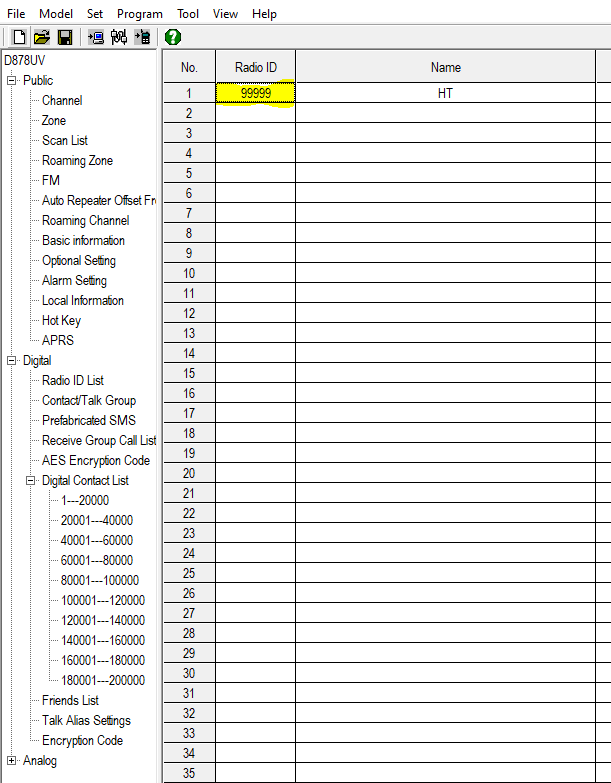 File Model Set Program Tool View Help
D878UV
Public
Channel
Zone
Scan List
Roaming Zone
FM
Auto Repeater Offset Fr
Roaming Channel
Basic information
Optional Setting
Alarm Setting
Local Information
Hot Key
APRS
Digital
Radio ID List
Contact/Talk Group
Prefabricated SMS
Receive Group Call List
AES Encryption Code
Digital Contact List
1---20000
20001---40000
40001---60000
60001---80000
80001---100000
100001---120000
120001---140000
140001---160000
160001---180000
180001---200000
Friends List
Talk Alias Settings
Encryption Code
Analog
No. Radio ID Name
1 99999 HT
2
3
4
5
6
7
8
9
10
11
12
13
14
15
16
17
18
19
20
21
22
23
24
25
26
27
28
29
30
31
32
33
34
35